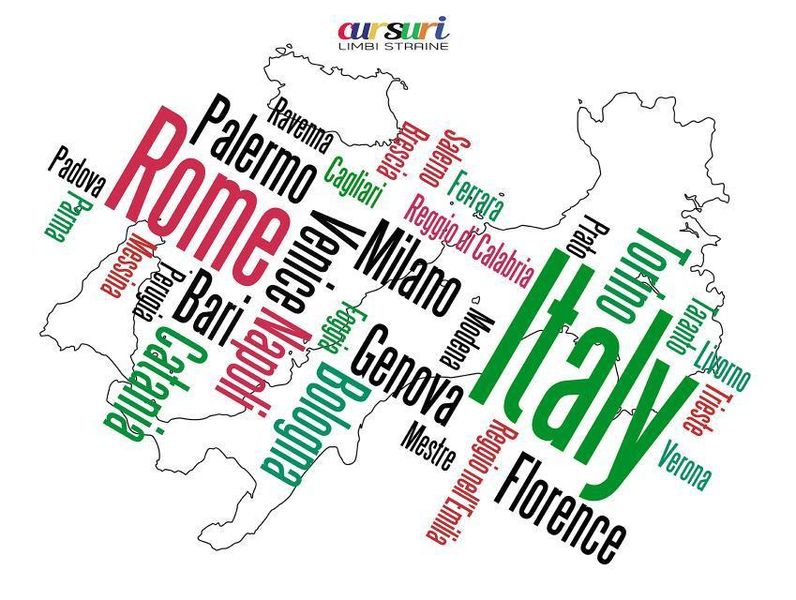 cursuri
LIMBI STRAINE
Ravenna
Palermo
Brescia
Salerno
Padova
Rome
Cagliari
Ferrara
Parma
Reggio di Calabria
Venice
Milano
Prato
Torino
Messina
Perugia
Bari
Italy
Foggia
Napoli
Modena
Taranto
Livorno
Catania
Genova
Bologna
Trieste
Mestre
Reggio nell'Emilia
Verona
Florence